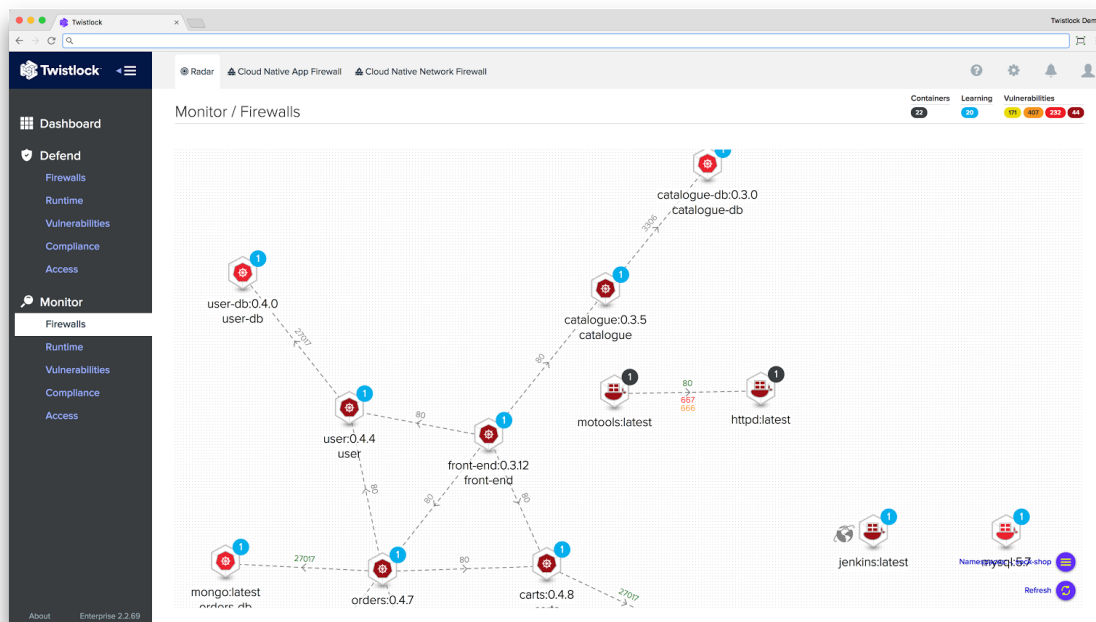 Twistlock
Twistlock Dem
Twistlock
Radar
Cloud Native App Firewall
Cloud Native Network Firewall
Monitor / Firewalls
Containers
Learning
Vulnerabilities
22
20
171
407
232
44
Dashboard
Defend
Firewalls
Runtime
Vulnerabilities
Compliance
Access
Monitor
Firewalls
Runtime
Vulnerabilities
Compliance
Access
About
Enterprise 2.2.69
1
catalogue-db:0.3.0
catalogue-db
3306
1
user-db:0.4.0
user-db
27017
1
catalogue:0.3.5
catalogue
80
1
motools:latest
80
667
666
1
httpd:latest
1
user:0.4.4
user
80
1
front-end:0.3.12
front-end
80
80
80
1
mongo:latest
orders-db
27017
1
orders:0.4.7
80
1
carts:0.4.8
carts
27017
1
jenkins:latest
1
mysql:5.7
Refresh